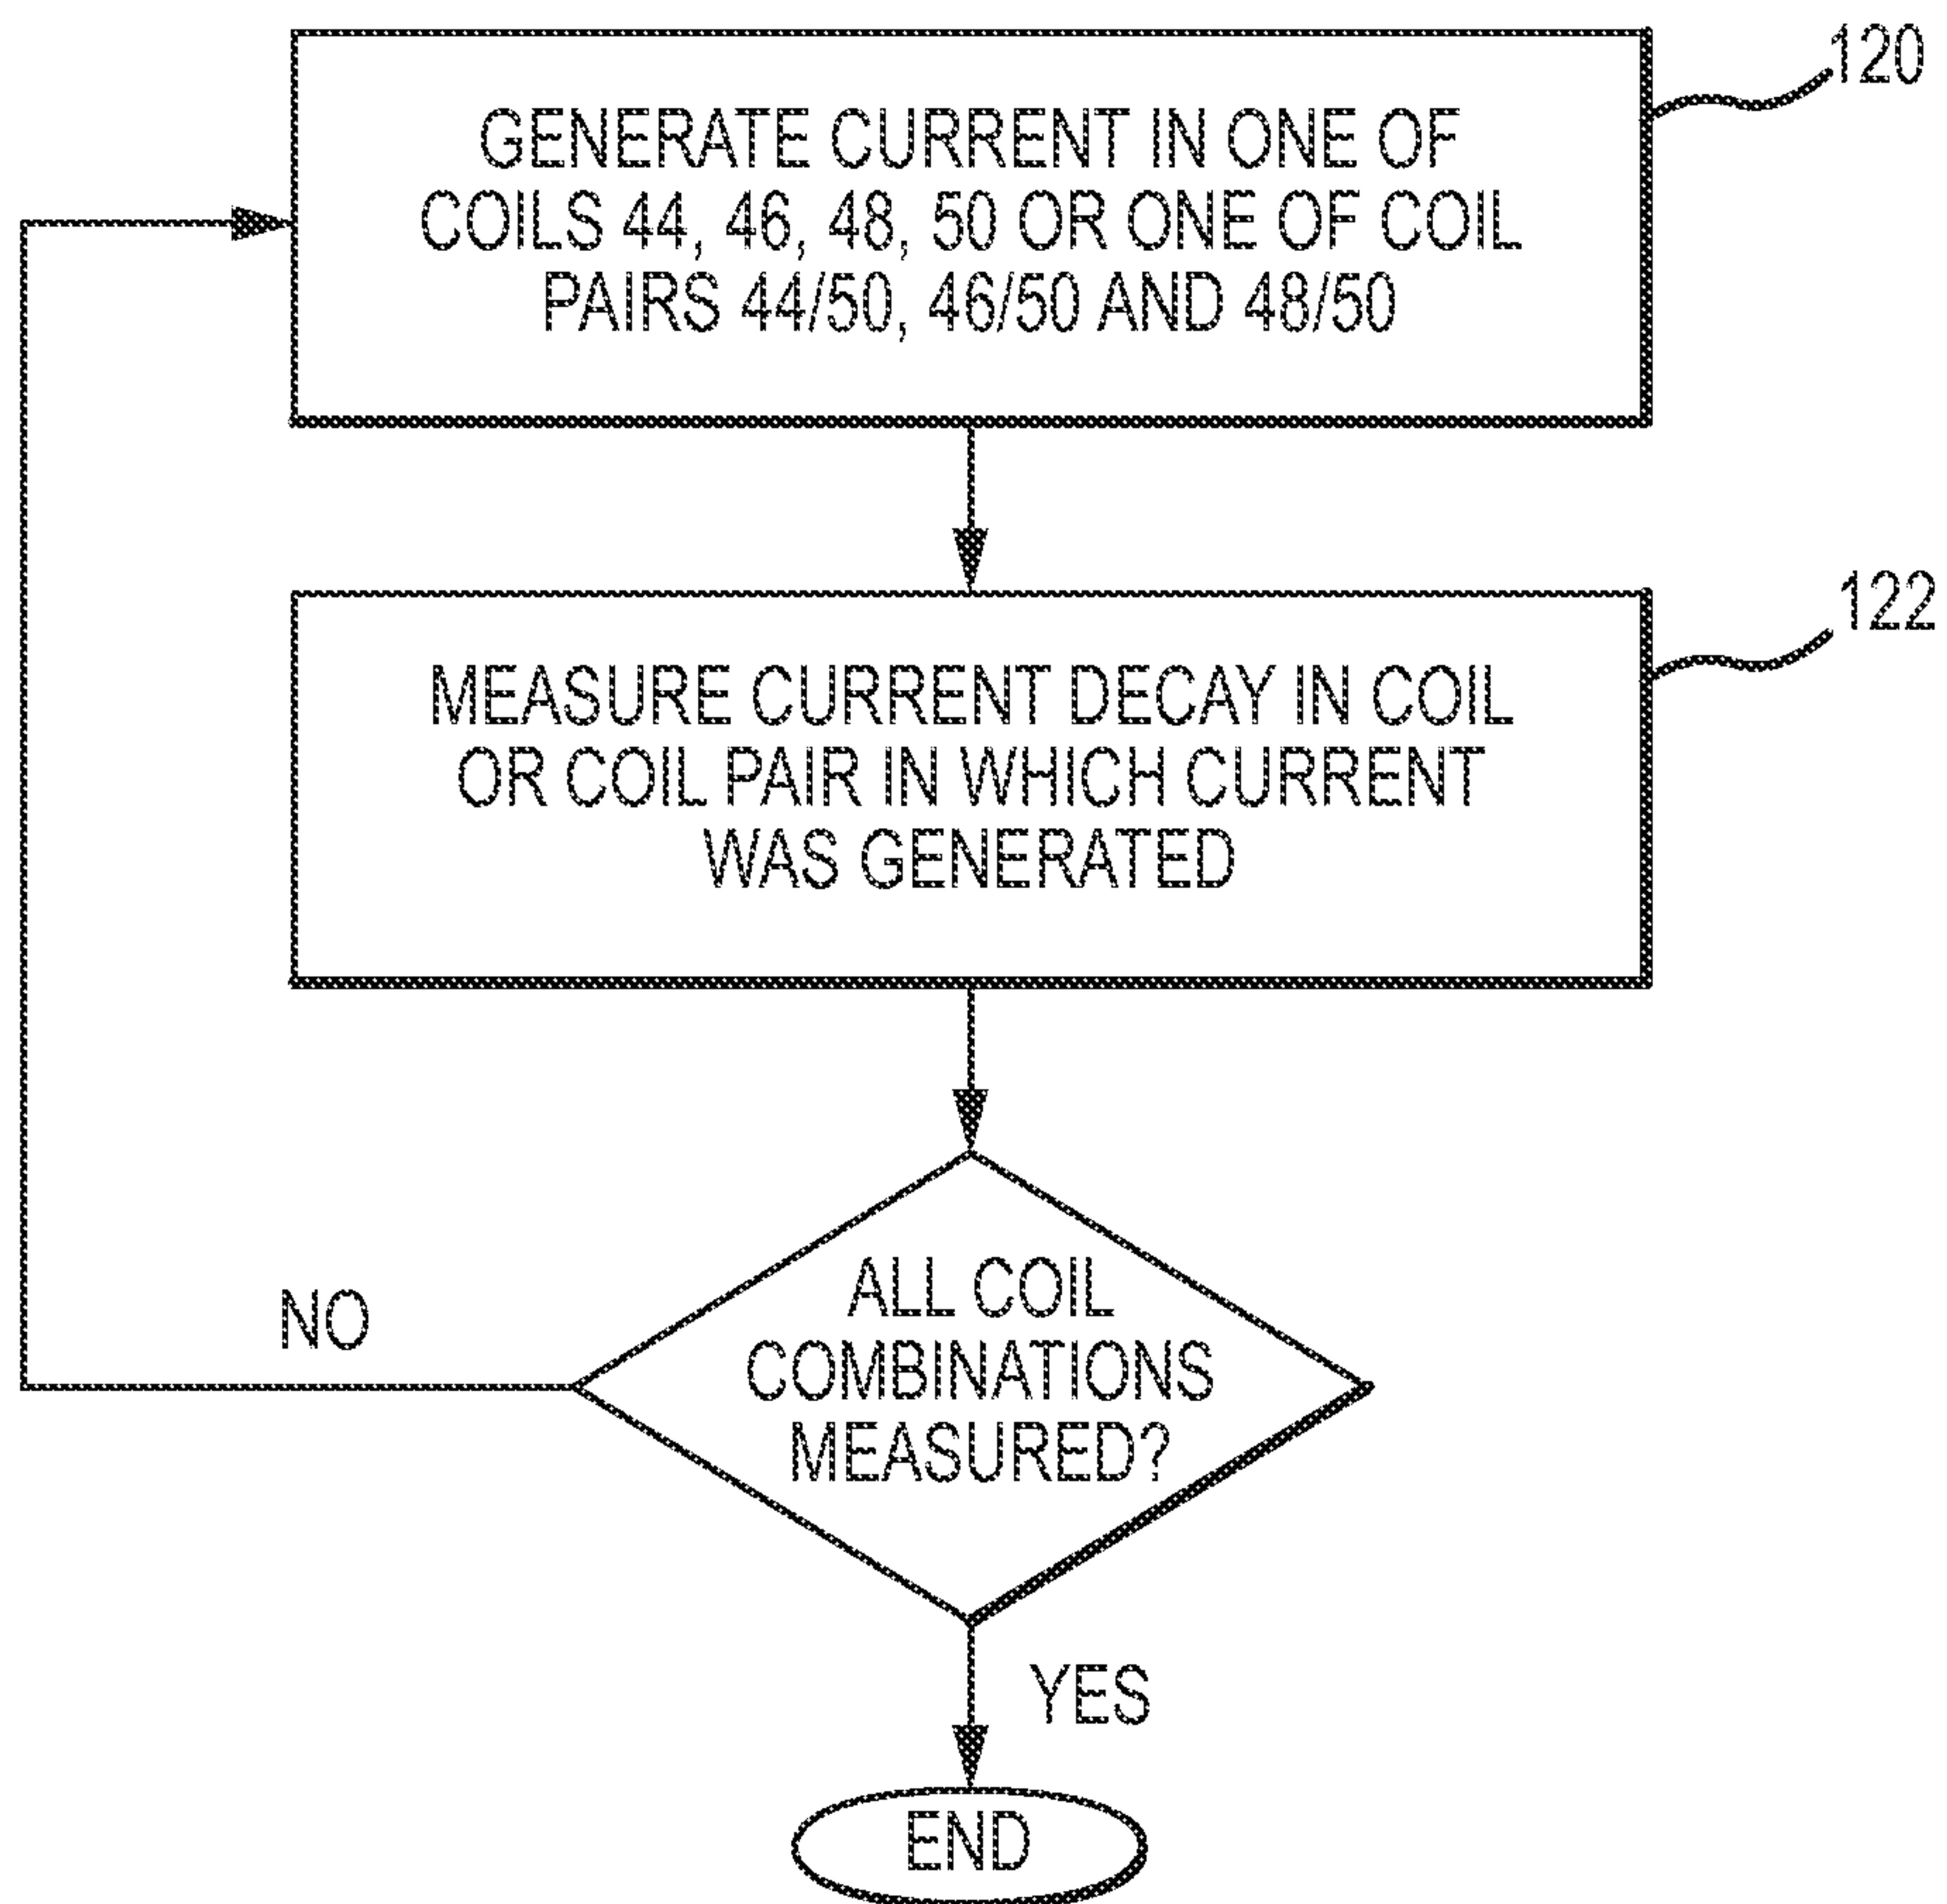 120
GENERATE CURRENT IN ONE OF
COILS 44, 46, 48, 50 OR ONE OF COIL
PAIRS 44/50, 46/50 AND 48/50
122
MEASURE CURRENT DECAY IN COIL
OR COIL PAIR IN WHICH CURRENT
WAS GENERATED
ALL COIL
COMBINATIONS
MEASURED?
NO
YES
END